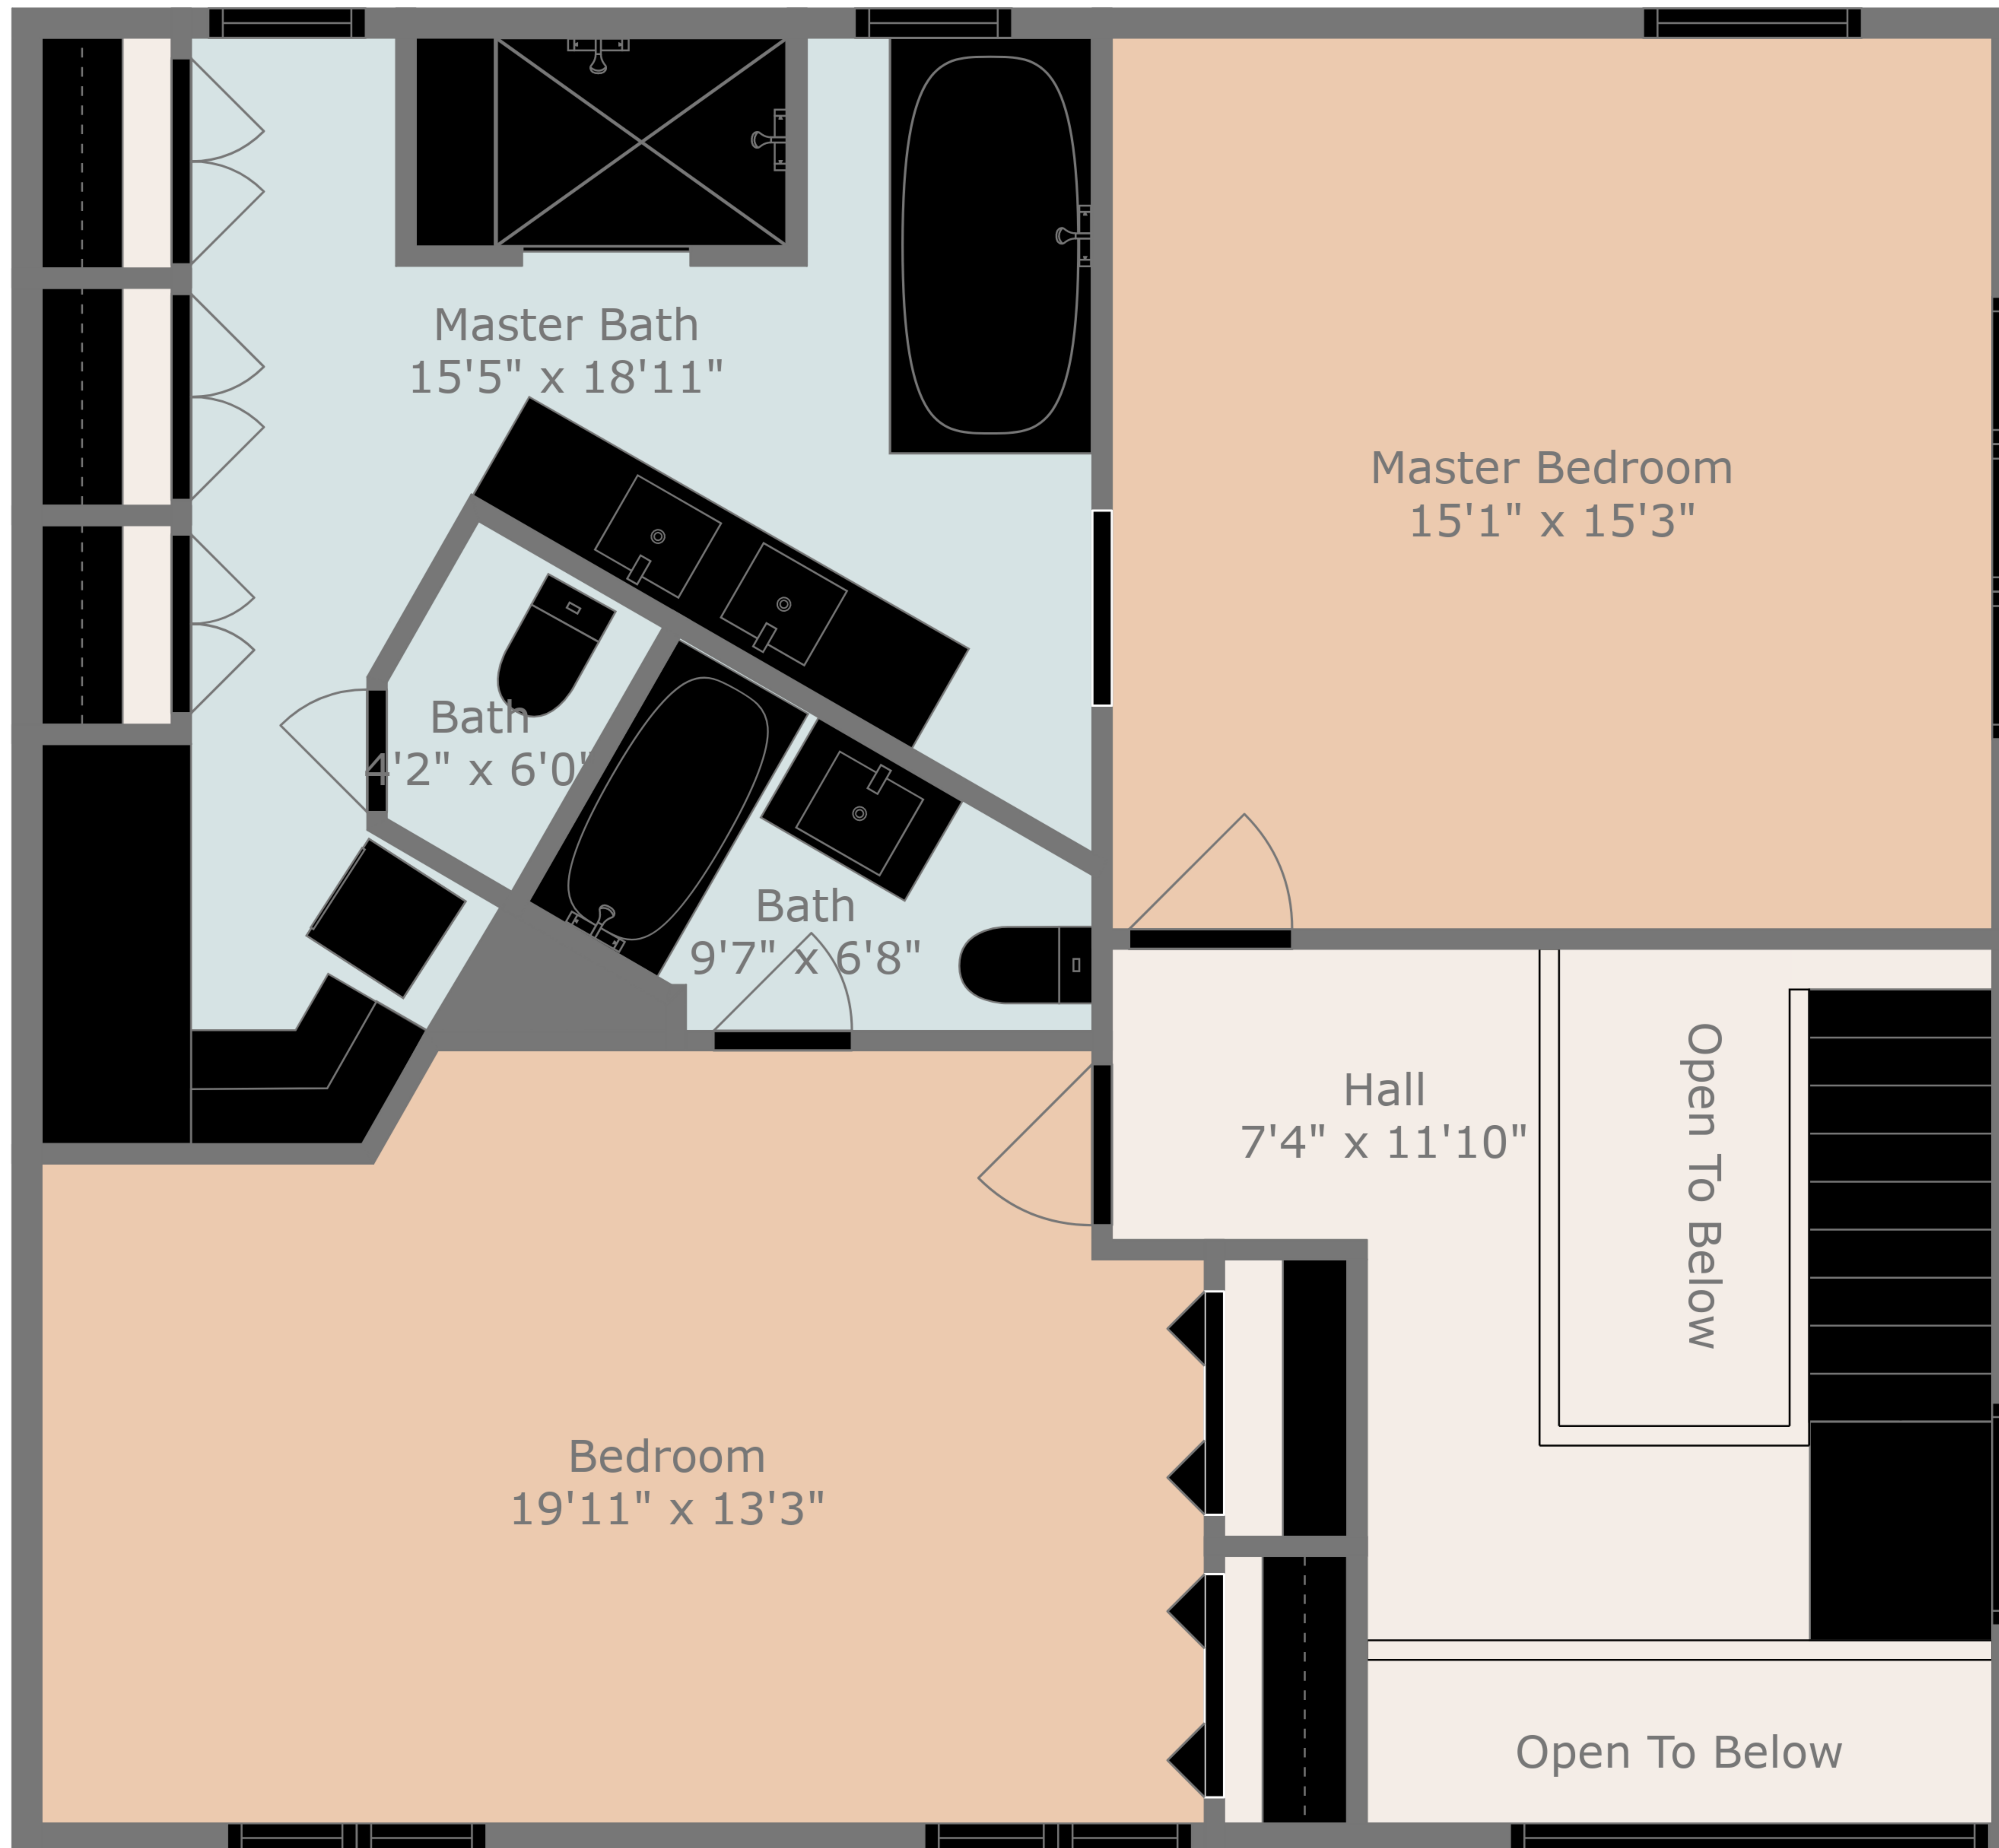 Master Bath
15'5" x 18'11"
Master Bedroom
15'1" x 15'3"
Bath
4'2" x 6'0"
Bath
9'7" x 6'8"
Hall
7'4" x 11'10"
Open To Below
Bedroom
19'11" x 13'3"
Open To Below